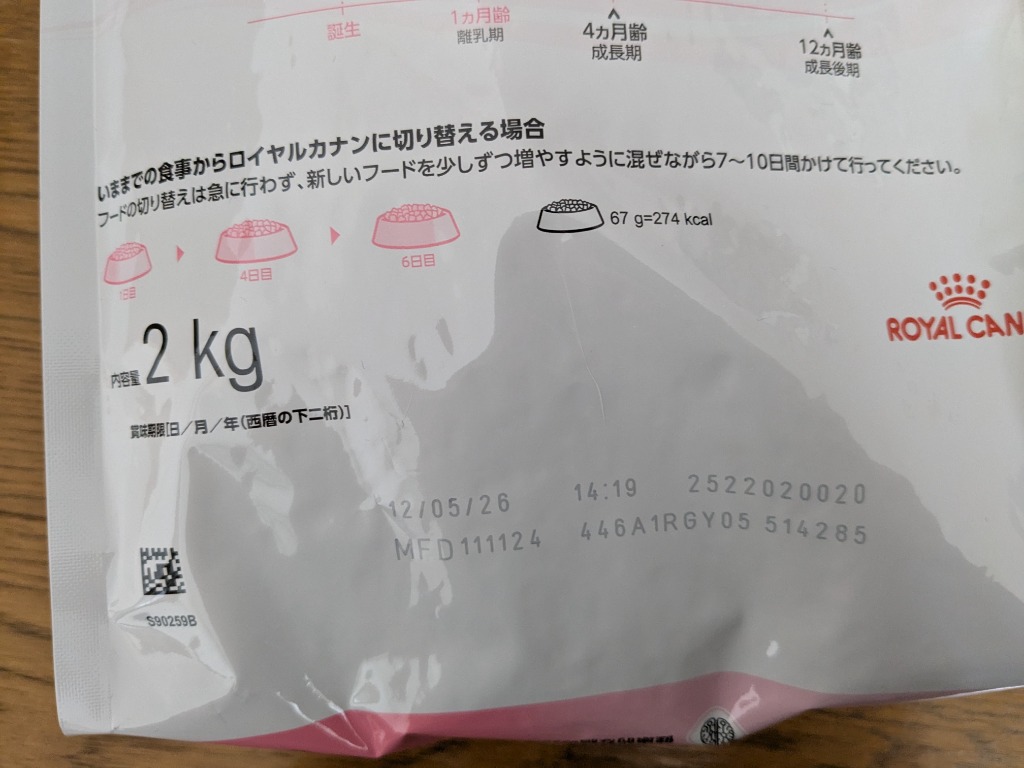 誕生
1ヵ月齢
離乳期
4ヵ月齢
成長期
12ヵ月齢
成長後期
いままでの食事からロイヤルカナンに切り替える場合
フードの切り替えは急に行わず、新しいフードを少しずつ増やすように混ぜながら7〜10日間かけて行ってください。
1日目
4日目
6日目
67 g=274 kcal
ROYAL CAN
内容量 2 kg
賞味期限[日/月/年(西暦の下二桁)]
12/05/26 14:19 2522020020
MFD111124 446A1RGY05 514285
S90259B